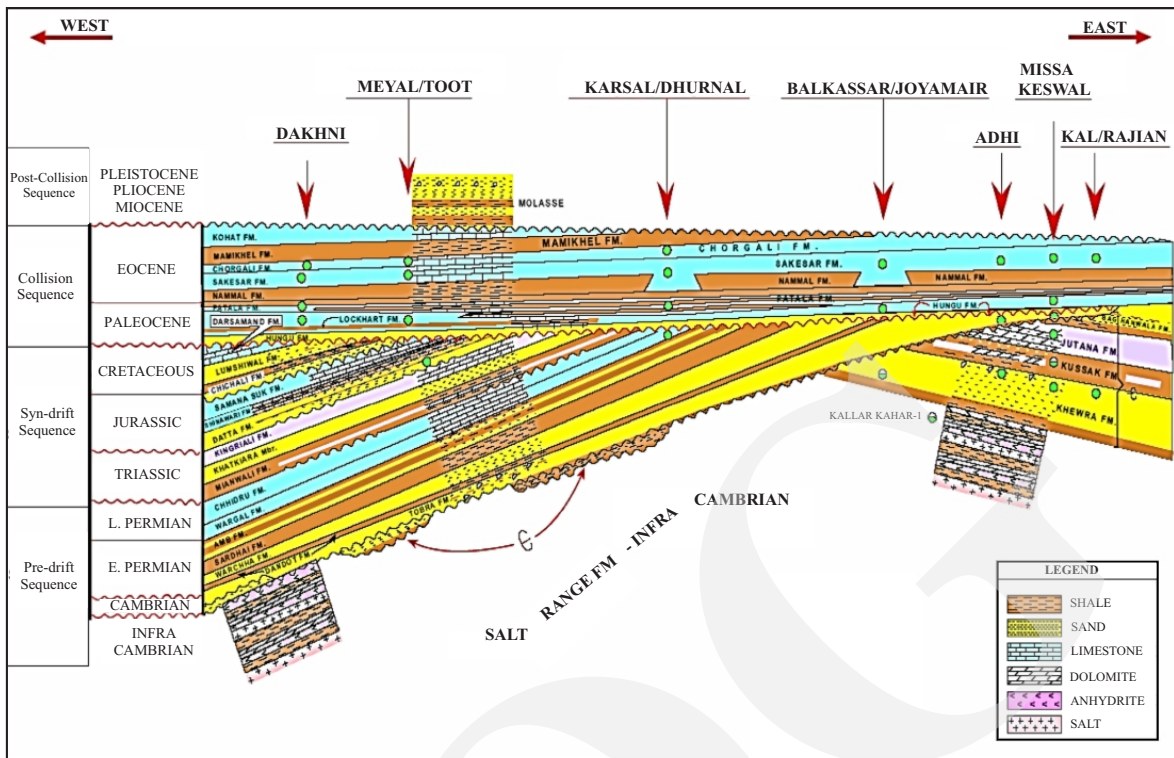 WEST
EAST
MISSA
KESWAL
MEYAL/TOOT
KARSAL/DHURNAL
BALKASSAR/JOYAMAIR
DAKHNI
ADHI
KAL/RAJIAN
Post-Collision
Sequence
PLEISTOCENE
PLIOCENE
MIOCENE
MOLASSE
Collision
Sequence
EOCENE
PALEOCENE
Syn-drift
Sequence
CRETACEOUS
JURASSIC
TRIASSIC
Pre-drift
Sequence
L. PERMIAN
E. PERMIAN
CAMBRIAN
INFRA
CAMBRIAN
KOHAT FM.
MAMIKHEL FM.
MAMIKHEL FM.
CHORGALI FM.
CHORGALI FM.
SAKESAR FM.
SAKESAR FM.
NAMMAL FM.
NAMMAL FM.
NAMMAL FM.
PATALA FM.
PATALA FM.
DARSAMAND FM.
LOCKHART FM.
HUNGU FM.
HUNGU FM.
LUMSHIWAL FM.
CHICHALI FM.
SAMANA SUK FM.
SHINAWARI FM.
DATTA FM.
KINGRIALI FM.
KHATKIARA Mbr.
MIANWALI FM.
CHHIDRU FM.
WARGAL FM.
AMB FM.
SARDHAI FM.
WARCHHA FM.
DANDOT FM.
TOBRA FM.
JUTANA FM.
KUSSAK FM.
KHEWRA FM.
KALLAR KAHAR-1
Є
Є
SALT RANGE FM - INFRA CAMBRIAN
LEGEND
SHALE
SAND
LIMESTONE
DOLOMITE
ANHYDRITE
SALT